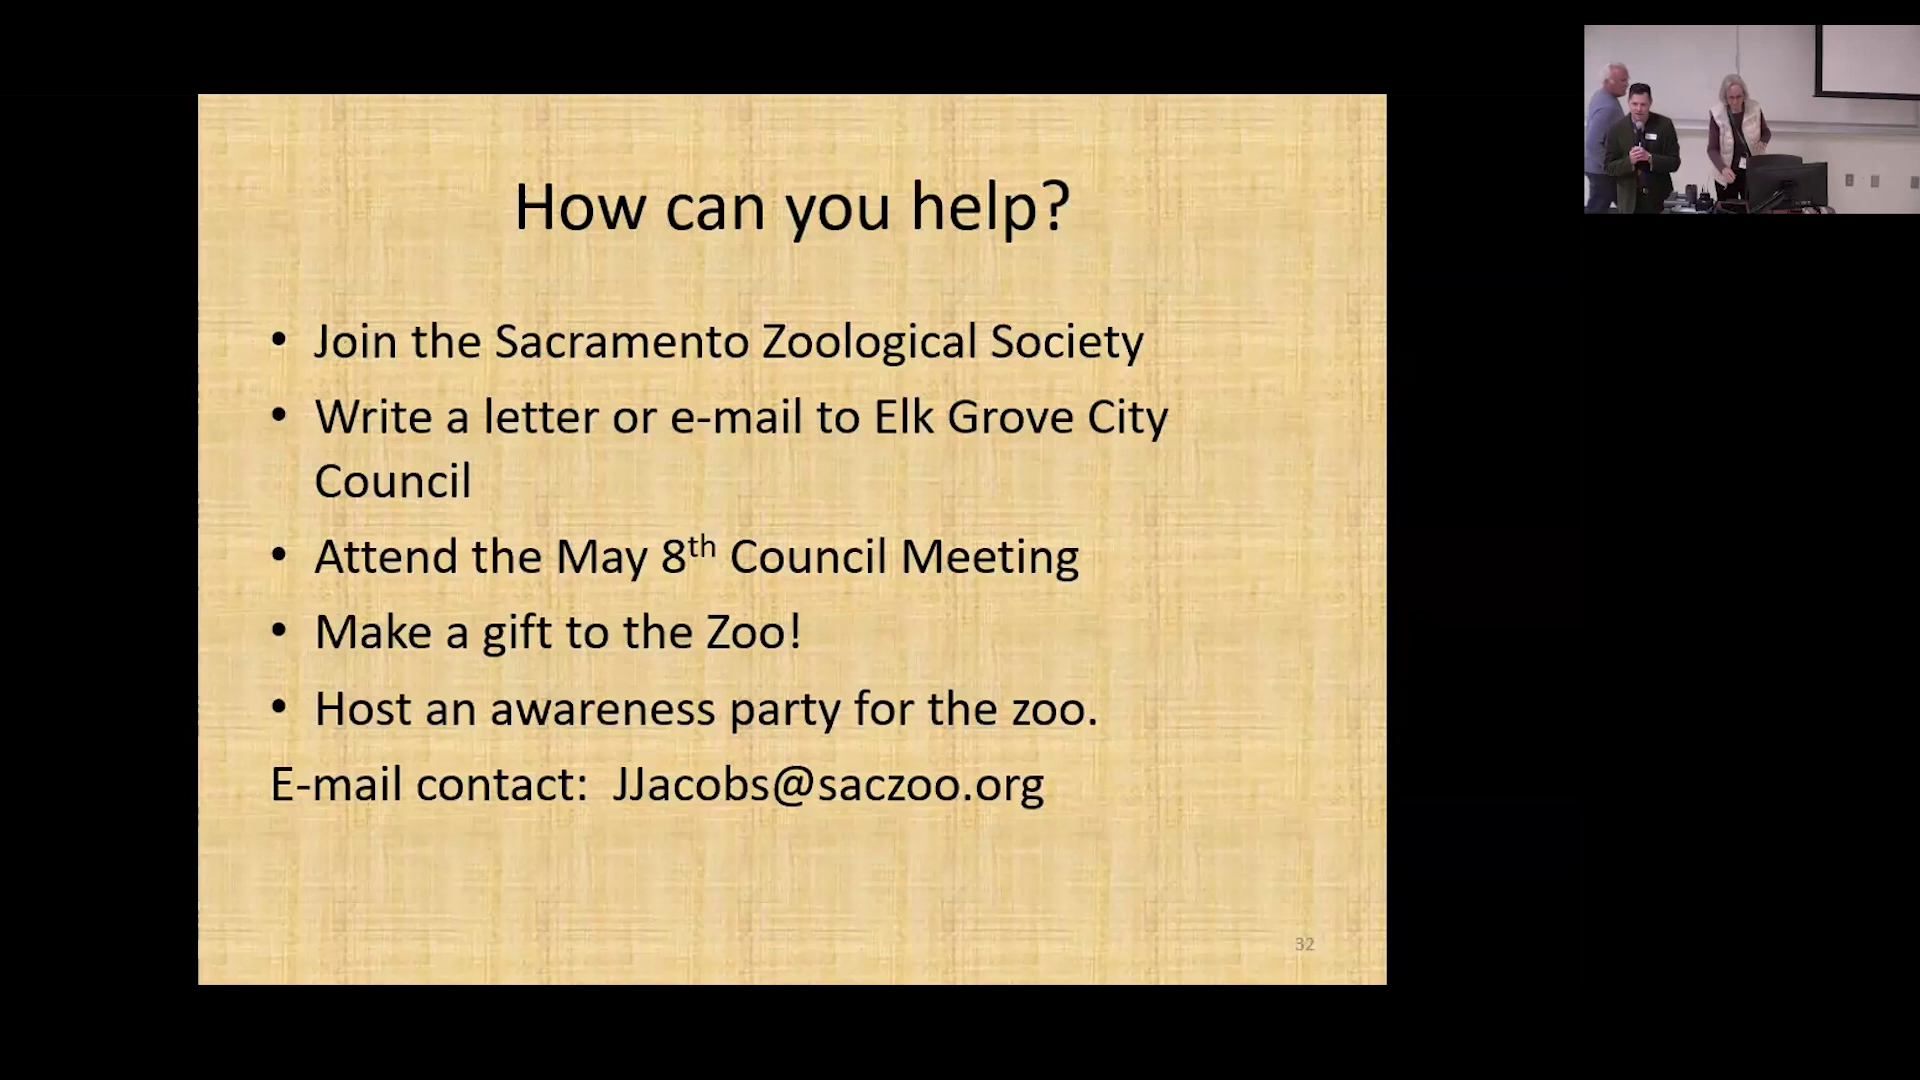 How can you help?
• Join the Sacramento Zoological Society
• Write a letter or e-mail to Elk Grove City
Council
• Attend the May 8th Council Meeting
• Make a gift to the Zoo!
• Host an awareness party for the zoo.
E-mail contact: JJacobs@saczoo.org
32